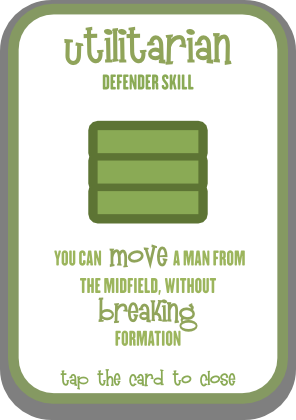 utilitarian
DEFENDER SKILL
YOU CAN move A MAN FROM
THE MIDFIELD, WITHOUT
breaking
FORMATION
tap the card to close